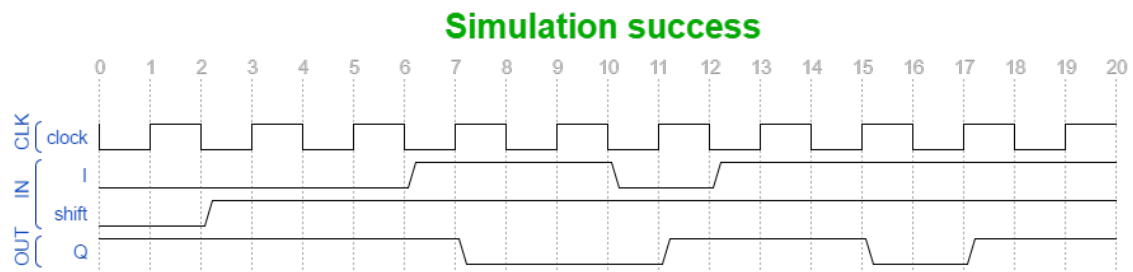 Simulation success
0 1 2 3 4 5 6 7 8 9 10 11 12 13 14 15 16 17 18 19 20
CLK clock
IN I
shift
OUT Q